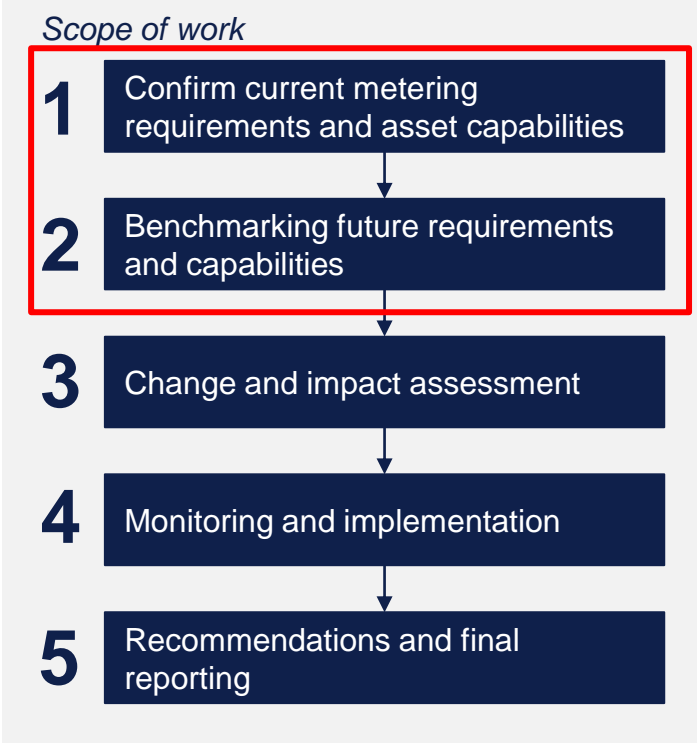 Scope of work
1
Confirm current metering
requirements and asset capabilities
2
Benchmarking future requirements
and capabilities
3
Change and impact assessment
4
Monitoring and implementation
5
Recommendations and final
reporting